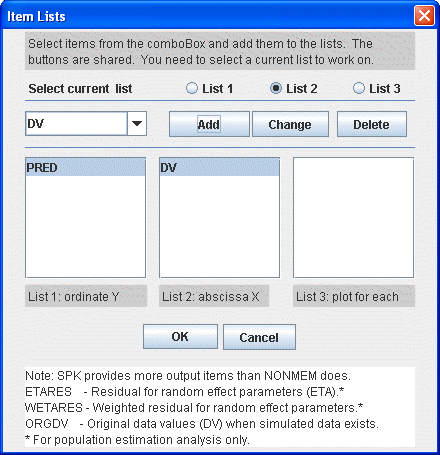 Item Lists
Select items from the comboBox and add them to the lists. The
buttons are shared. You need to select a current list to work on.
Select current list
List 1
List 2
List 3
DV
Add
Change
Delete
PRED
DV
List 1: ordinate Y
List 2: abscissa X
List 3: plot for each
OK
Cancel
Note: SPK provides more output items than NONMEM does.
ETARES - Residual for random effect parameters (ETA).*
WETARES - Weighted residual for random effect parameters.*
ORGDV - Original data values (DV) when simulated data exists.
* For population estimation analysis only.